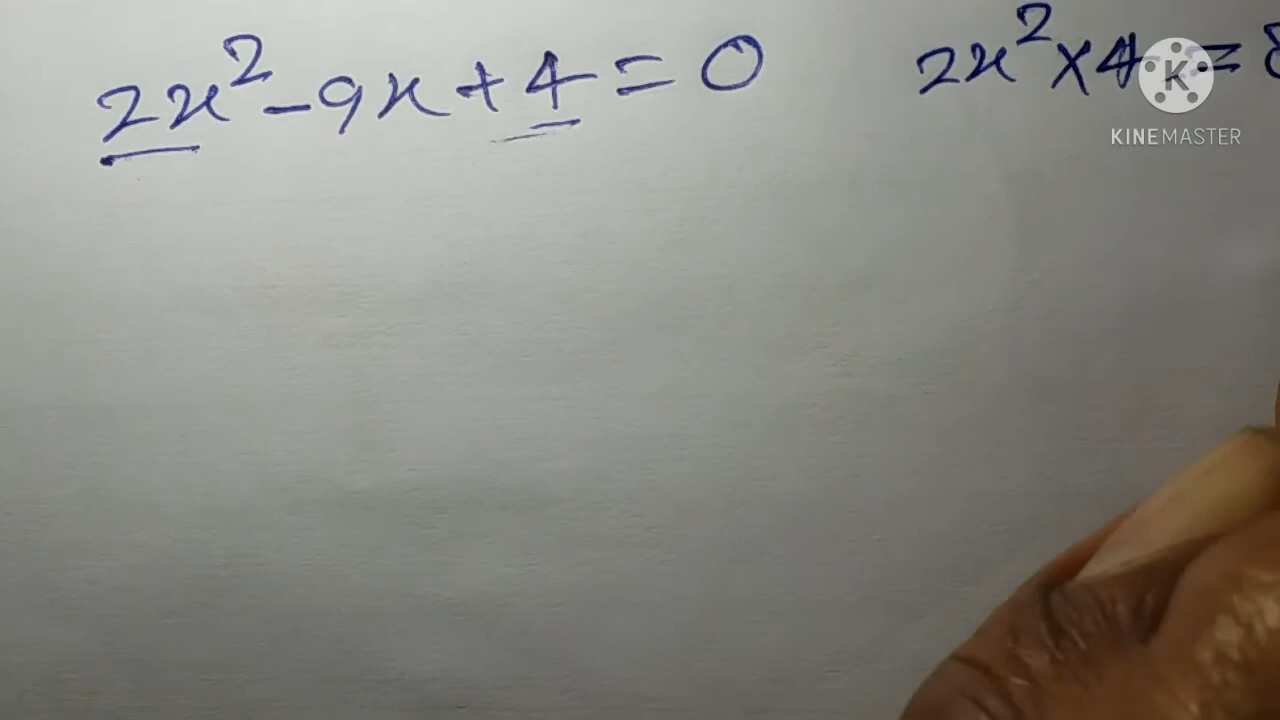 2x² - 9x + 4 = 0
2x² × 4 =
KINEMASTER